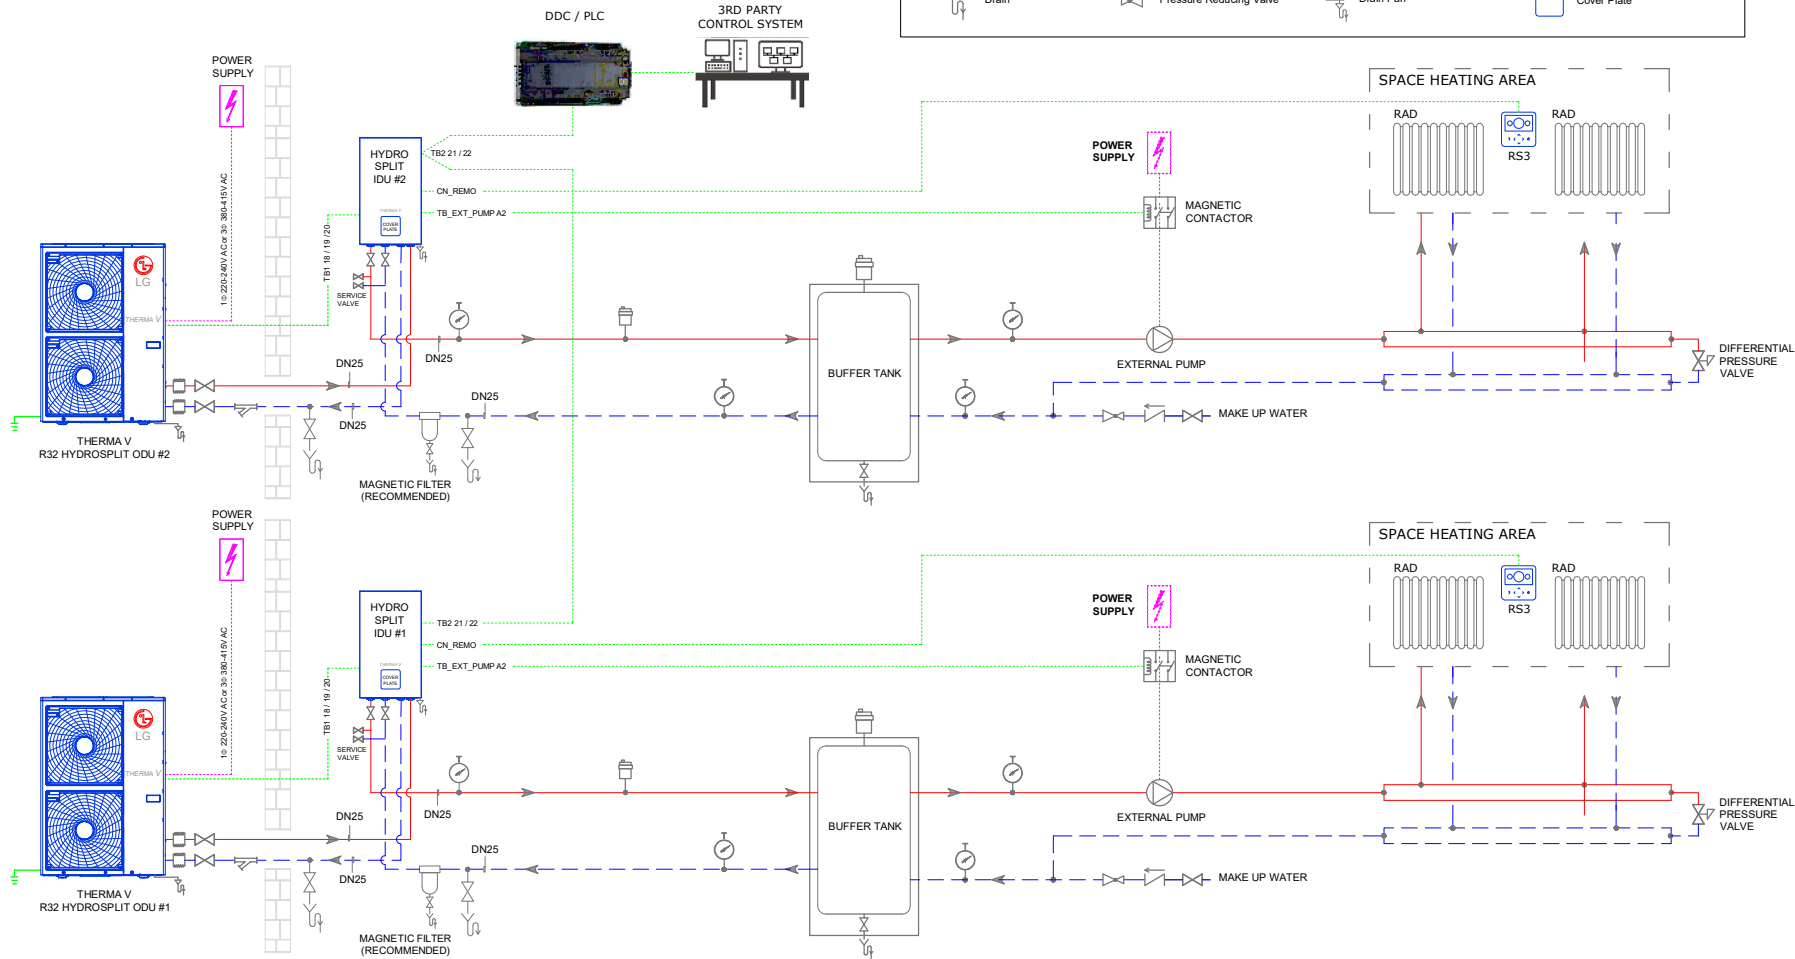 DDC / PLC
3RD PARTY
CONTROL SYSTEM
Drain
Pressure Reducing Valve
Drain Pan
Cover Plate
POWER
SUPPLY
1Φ 220-240V AC or 3Φ 380-415V AC
HYDRO
SPLIT
IDU #2
THERMA V
COVER
PLATE
TB2 21 / 22
CN_REMO
TB_EXT_PUMP A2
TB1 18 / 19 / 20
SERVICE
VALVE
POWER
SUPPLY
MAGNETIC
CONTACTOR
SPACE HEATING AREA
RAD
RAD
RS3
LG
THERMA V
THERMA V
R32 HYDROSPLIT ODU #2
DN25
DN25
DN25
DN25
MAGNETIC FILTER
(RECOMMENDED)
BUFFER TANK
EXTERNAL PUMP
MAKE UP WATER
DIFFERENTIAL
PRESSURE
VALVE
POWER
SUPPLY
1Φ 220-240V AC or 3Φ 380-415V AC
HYDRO
SPLIT
IDU #1
THERMA V
COVER
PLATE
TB2 21 / 22
CN_REMO
TB_EXT_PUMP A2
TB1 18 / 19 / 20
SERVICE
VALVE
POWER
SUPPLY
MAGNETIC
CONTACTOR
SPACE HEATING AREA
RAD
RAD
RS3
LG
THERMA V
THERMA V
R32 HYDROSPLIT ODU #1
DN25
DN25
DN25
DN25
MAGNETIC FILTER
(RECOMMENDED)
BUFFER TANK
EXTERNAL PUMP
MAKE UP WATER
DIFFERENTIAL
PRESSURE
VALVE